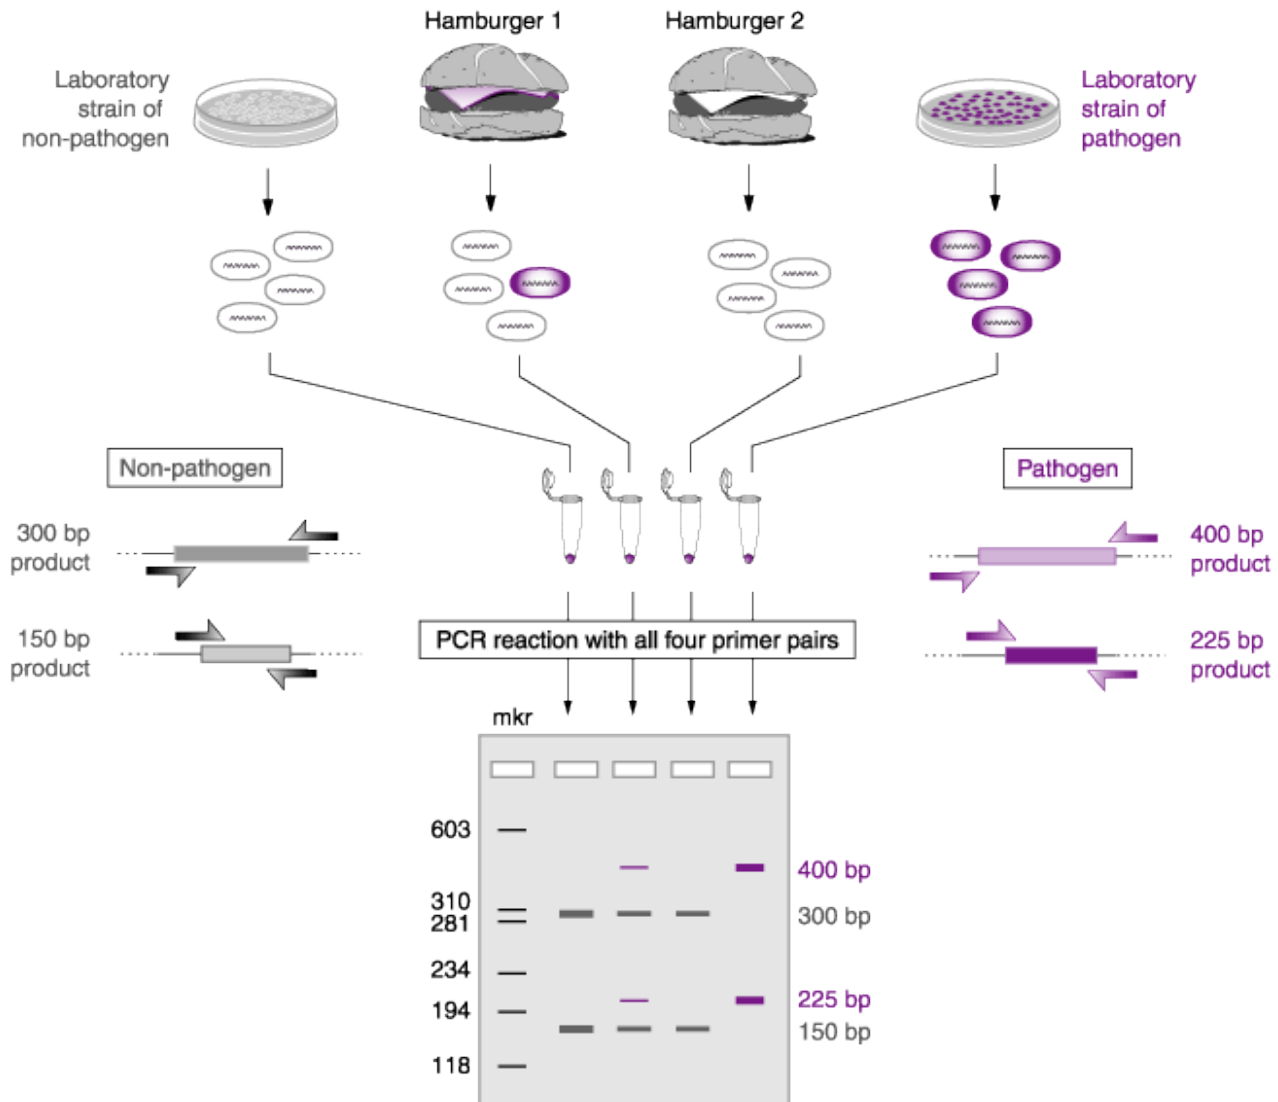 Hamburger 1
Hamburger 2
Laboratory
strain of
non-pathogen
Laboratory
strain of
pathogen
Non-pathogen
Pathogen
300 bp
product
400 bp
product
150 bp
product
225 bp
product
PCR reaction with all four primer pairs
mkr
603
400 bp
310
300 bp
281
234
225 bp
194
150 bp
118